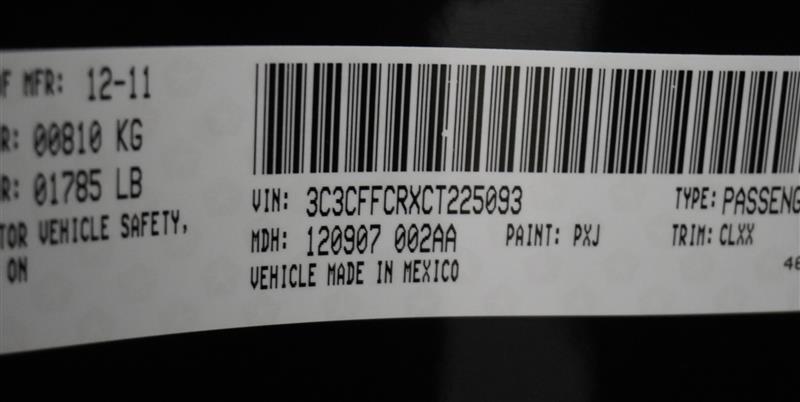 OF MFR: 12-11
R: 00810 KG
R: 01785 LB
TOR VEHICLE SAFETY,
ON
VIN: 3C3CFFCRXCT225093 TYPE: PASSENG
MDH: 120907 002AA PAINT: PXJ TRIM: CLXX
VEHICLE MADE IN MEXICO